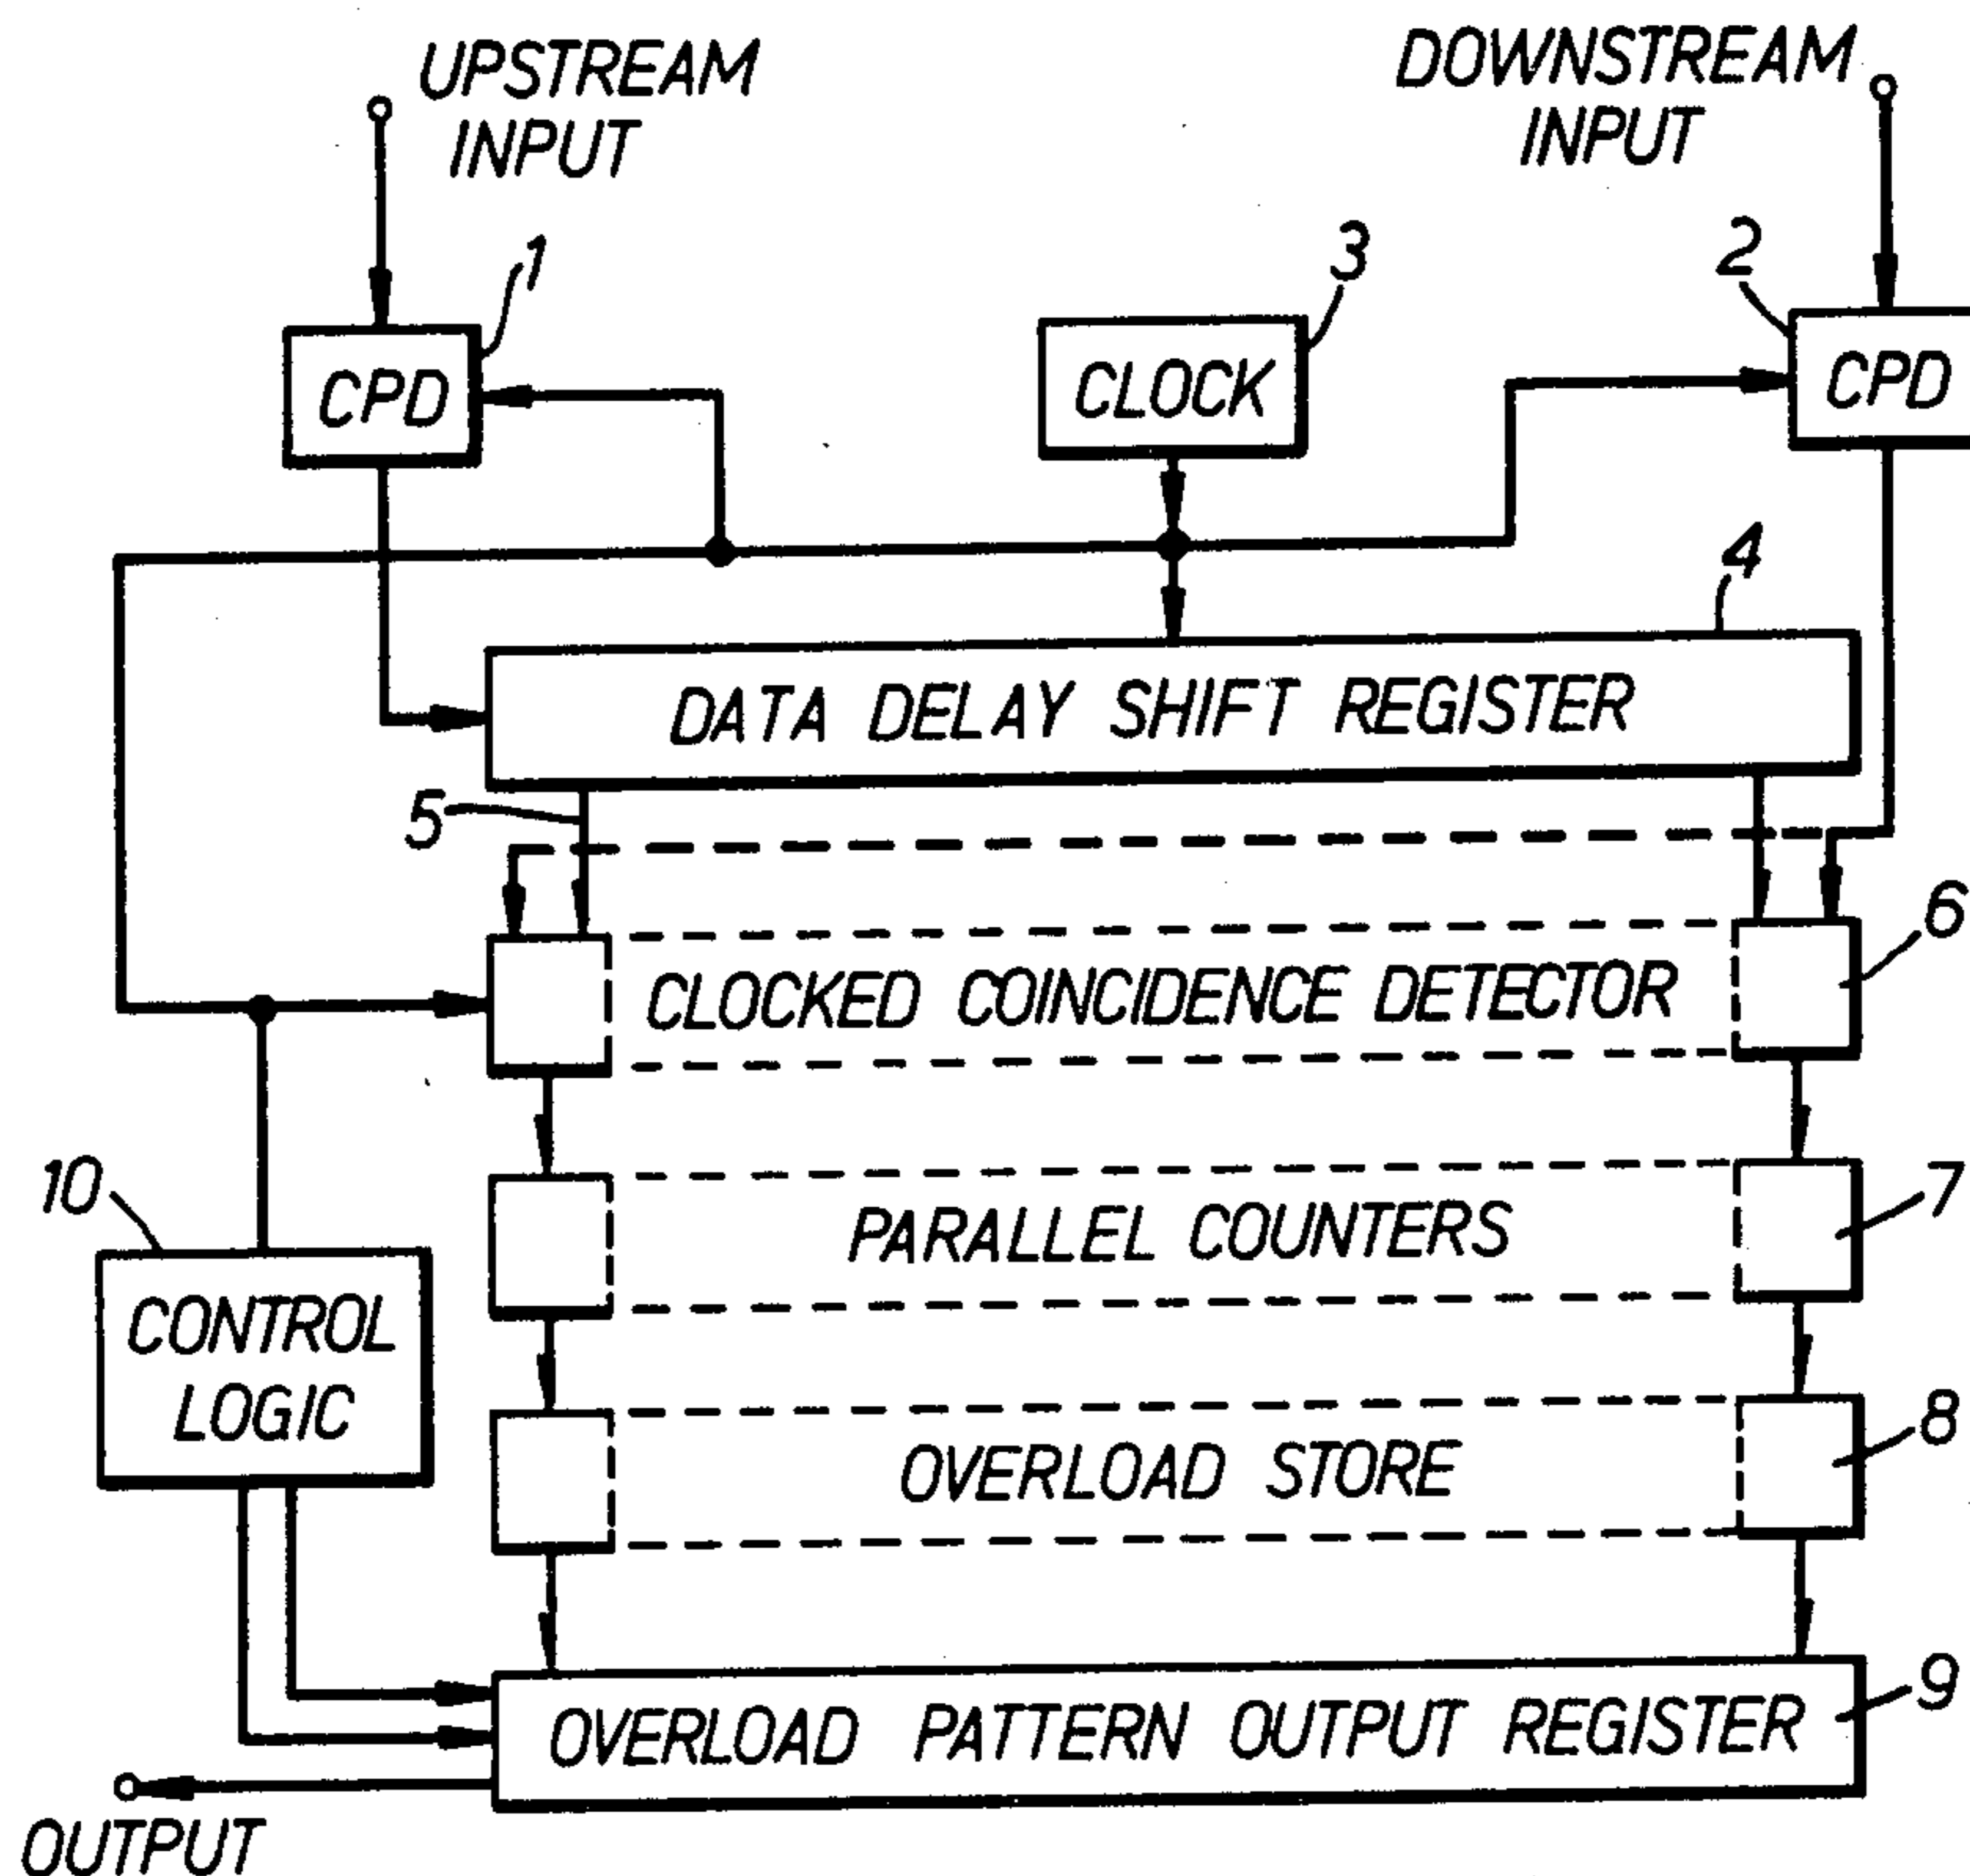 UPSTREAM
INPUT
DOWNSTREAM
INPUT
1
3
2
CPD
CLOCK
CPD
4
DATA DELAY SHIFT REGISTER
5
6
CLOCKED COINCIDENCE DETECTOR
10
7
PARALLEL COUNTERS
CONTROL
LOGIC
8
OVERLOAD STORE
9
OVERLOAD PATTERN OUTPUT REGISTER
OUTPUT